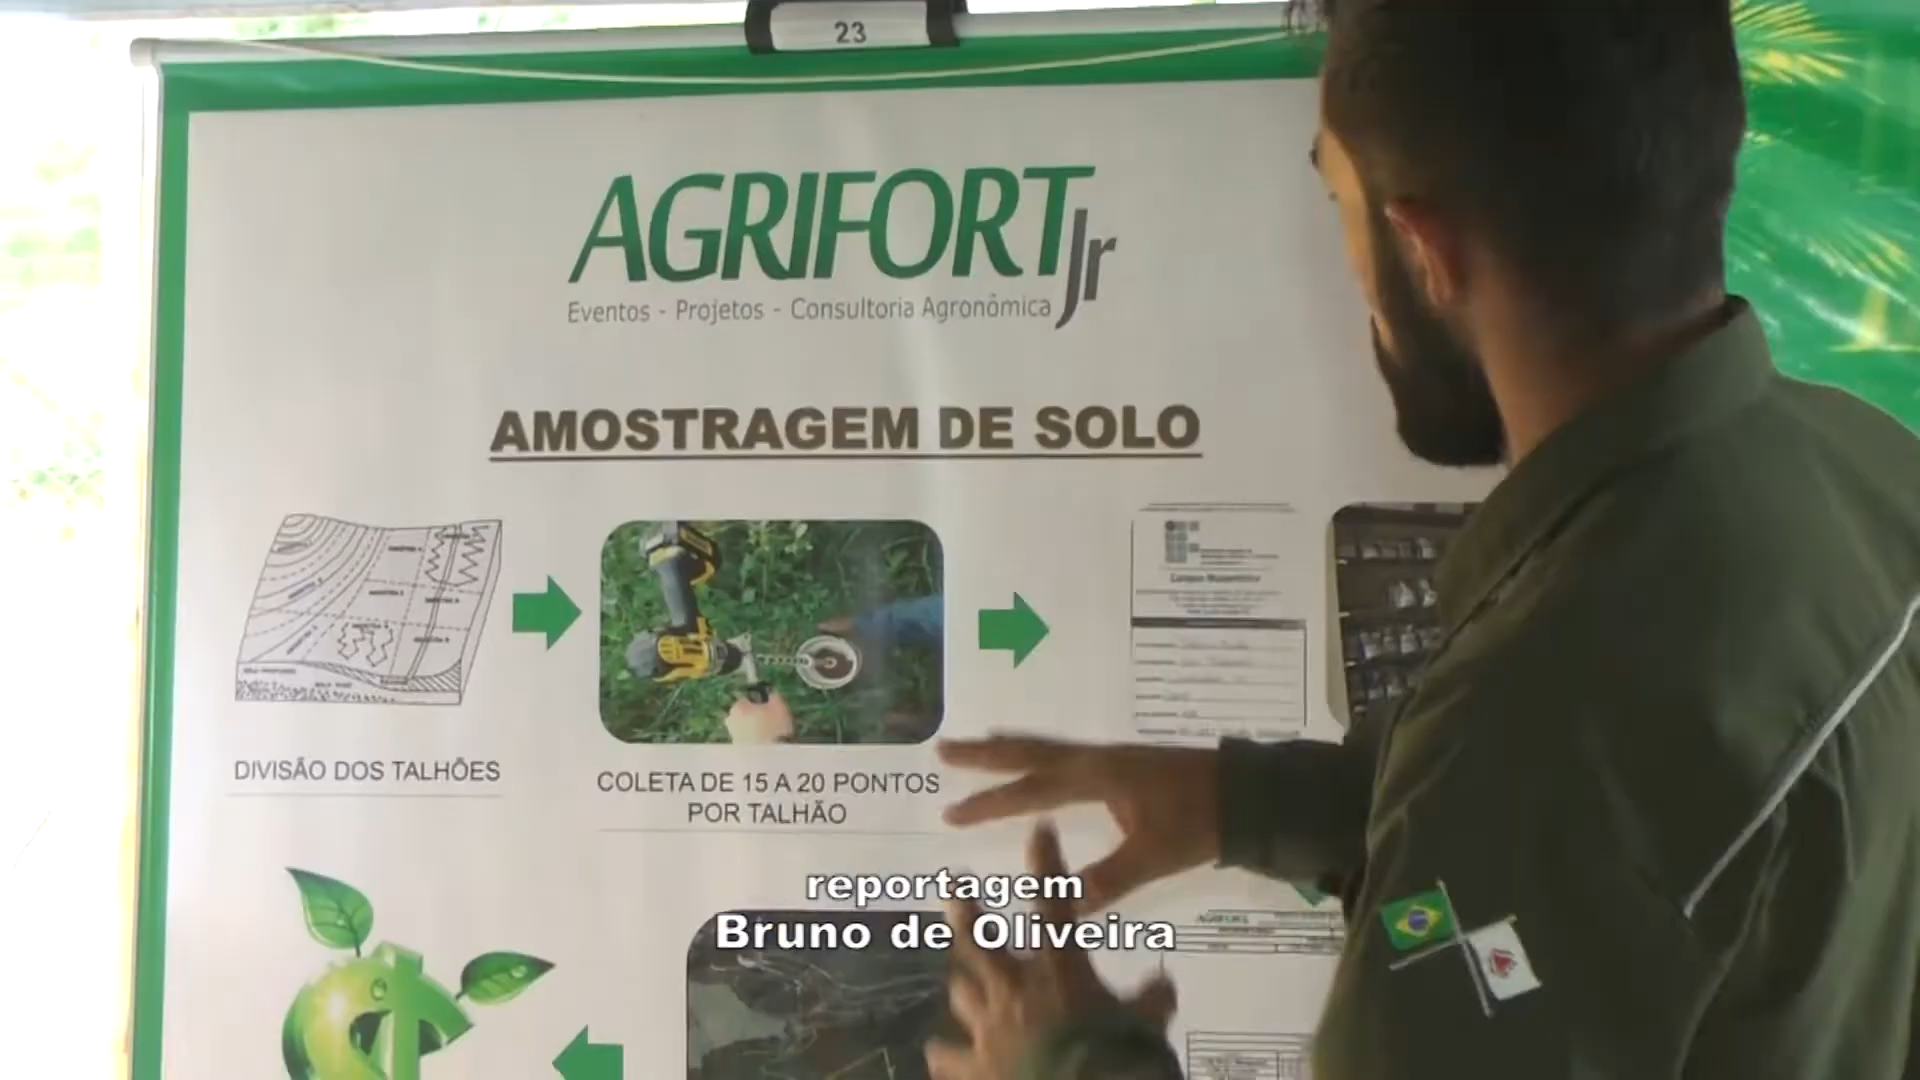 23
AGRIFORT Jr
Eventos - Projetos - Consultoria Agronômica
AMOSTRAGEM DE SOLO
DIVISÃO DOS TALHÕES
COLETA DE 15 A 20 PONTOS
POR TALHÃO
reportagem
Bruno de Oliveira
AGRIFORT